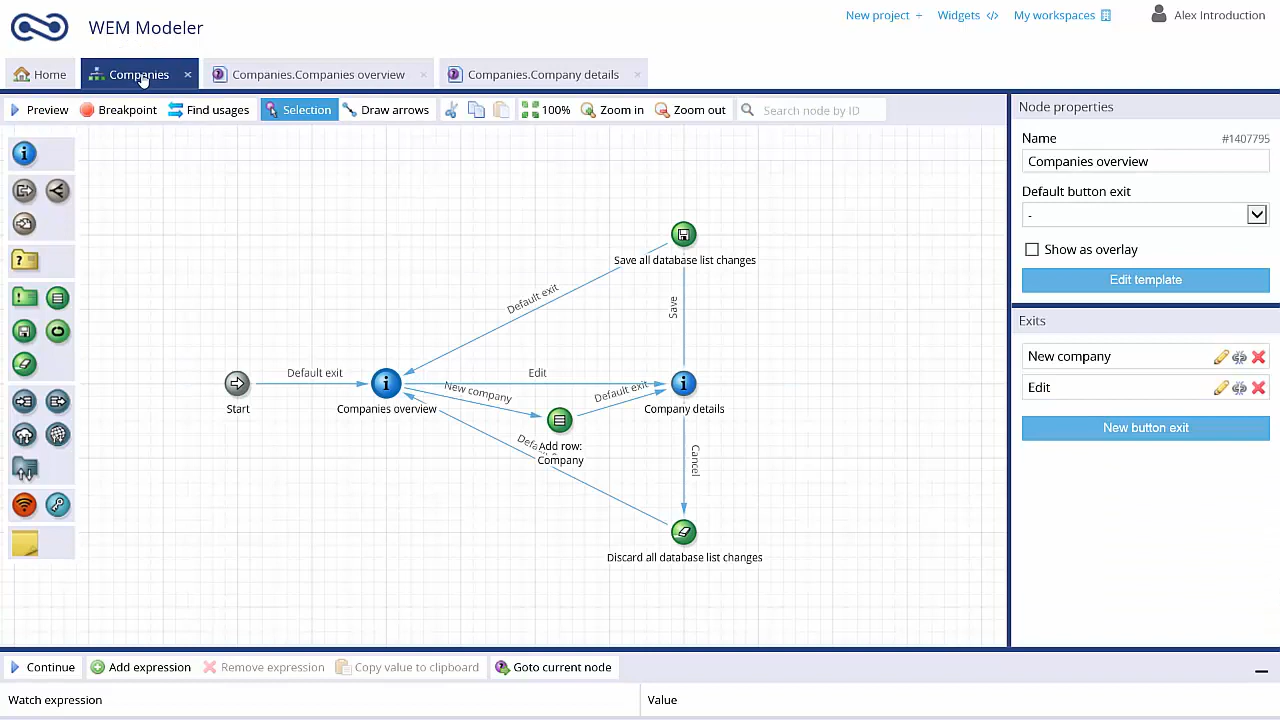 WEM Modeler
New project +
Widgets </>
My workspaces
Alex Introduction
Home
Companies ×
Companies.Companies overview ×
Companies.Company details ×
Preview
Breakpoint
Find usages
Selection
Draw arrows
100%
Zoom in
Zoom out
Search node by ID
Save all database list changes
Default exit
Save
Default exit
Edit
New company
Default exit
Start
Companies overview
Company details
Add row:
Company
Cancel
Discard all database list changes
Node properties
Name #1407795
Companies overview
Default button exit
-
Show as overlay
Edit template
Exits
New company
Edit
New button exit
Continue
Add expression
Remove expression
Copy value to clipboard
Goto current node
Watch expression
Value